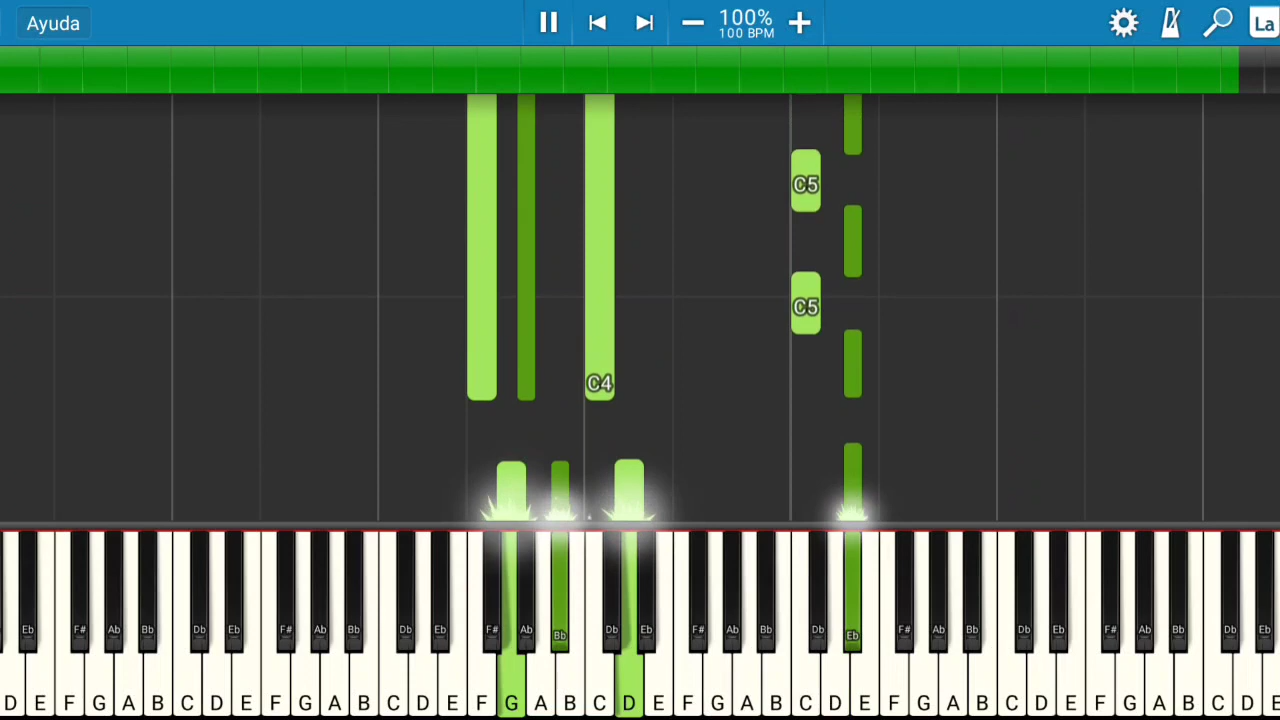 Ayuda
100%
100 BPM
La
C5
C5
C4
Eb F# Ab Bb Db Eb F# Ab Bb Db Eb F# Ab Bb Db Eb F# Ab Bb Db Eb F# Ab Bb Db Eb F# Ab Bb Db Eb
D E F G A B C D E F G A B C D E F G A B C D E F G A B C D E F G A B C D E F G A B C D E